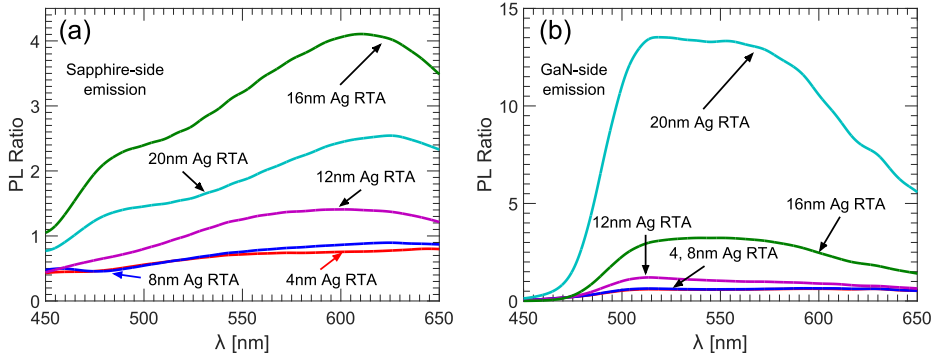 (a)
Sapphire-side
emission
16nm Ag RTA
20nm Ag RTA
12nm Ag RTA
8nm Ag RTA
4nm Ag RTA
PL Ratio
4
3
2
1
0
450
500
550
600
650
λ [nm]
(b)
GaN-side
emission
20nm Ag RTA
16nm Ag RTA
12nm Ag RTA
4, 8nm Ag RTA
PL Ratio
15
10
5
0
450
500
550
600
650
λ [nm]